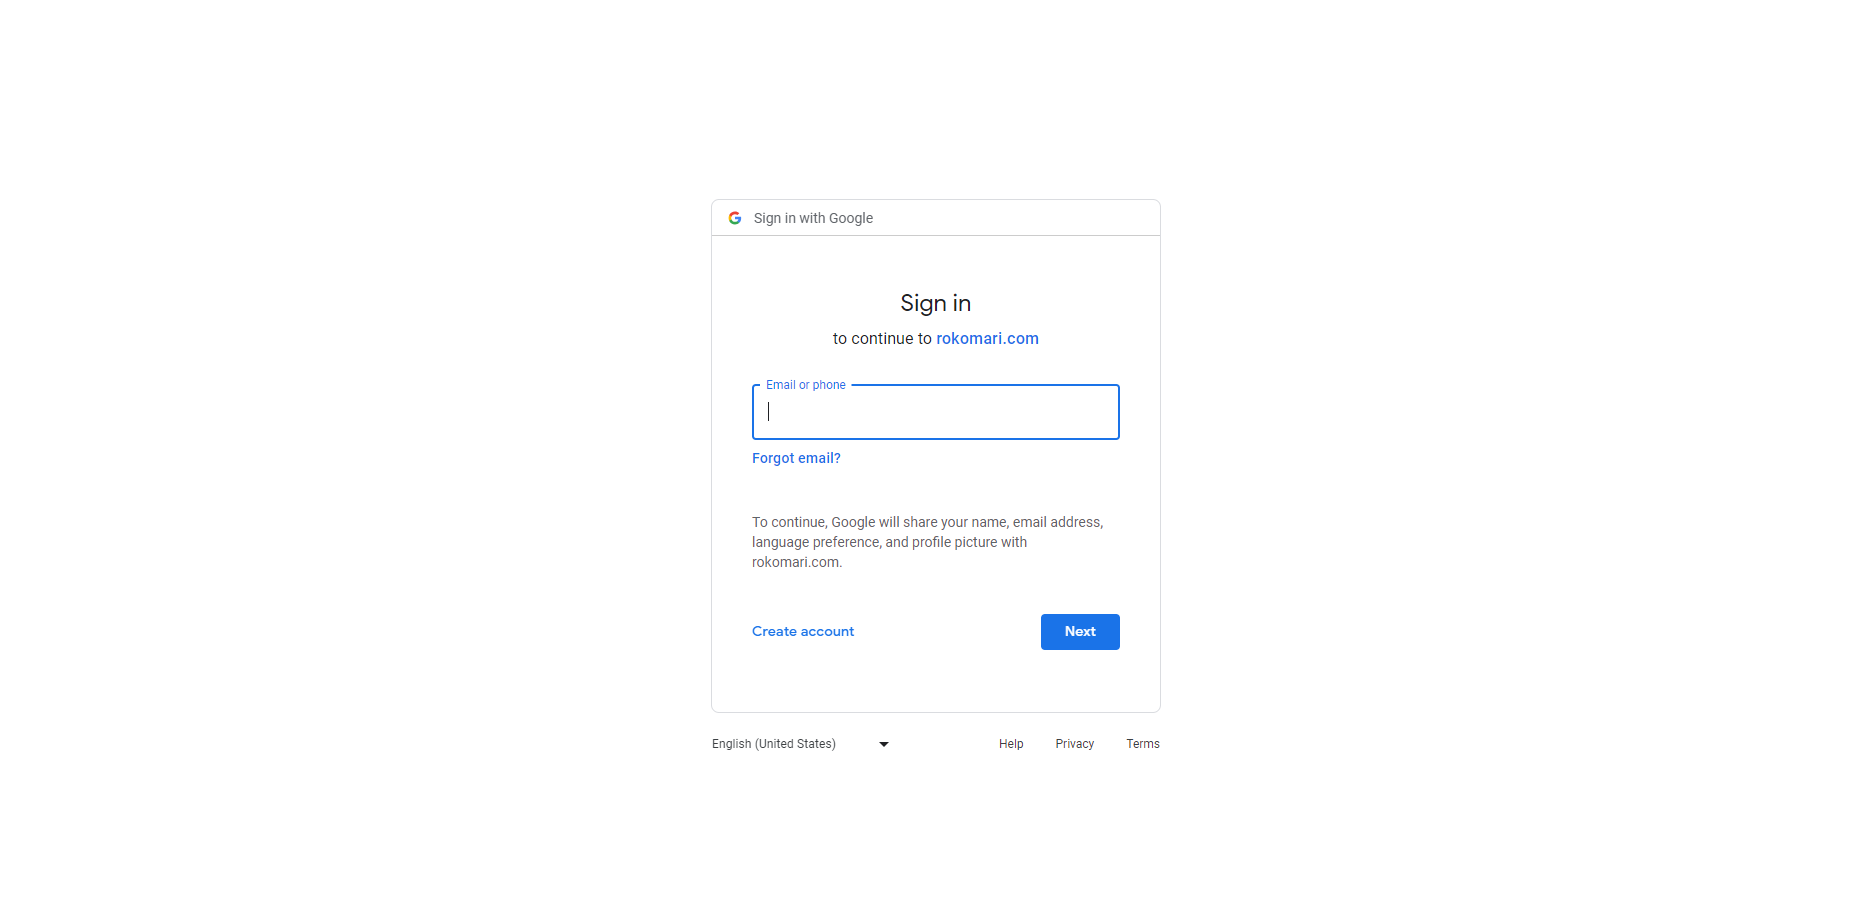 Sign in with Google
Sign in
to continue to rokomari.com
Email or phone
Forgot email?
To continue, Google will share your name, email address,
language preference, and profile picture with
rokomari.com.
Create account
Next
English (United States)
Help
Privacy
Terms